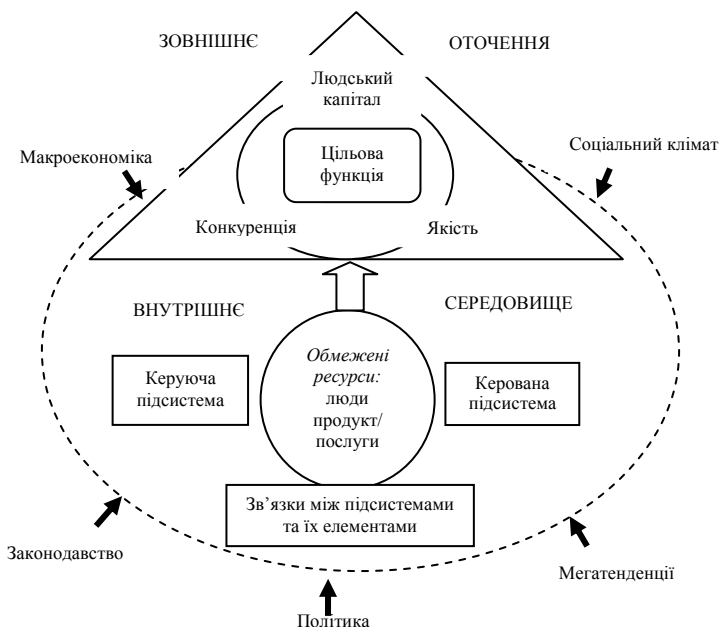 ЗОВНІШНЄ ОТОЧЕННЯ
Людський
капітал
Макроекономіка
Соціальний клімат
Цільова
функція
Конкуренція
Якість
ВНУТРІШНЄ СЕРЕДОВИЩЕ
Обмежені
ресурси:
люди
продукт/
послуги
Керуюча
підсистема
Керована
підсистема
Зв’язки між підсистемами
та їх елементами
Законодавство
Мегатенденції
Політика